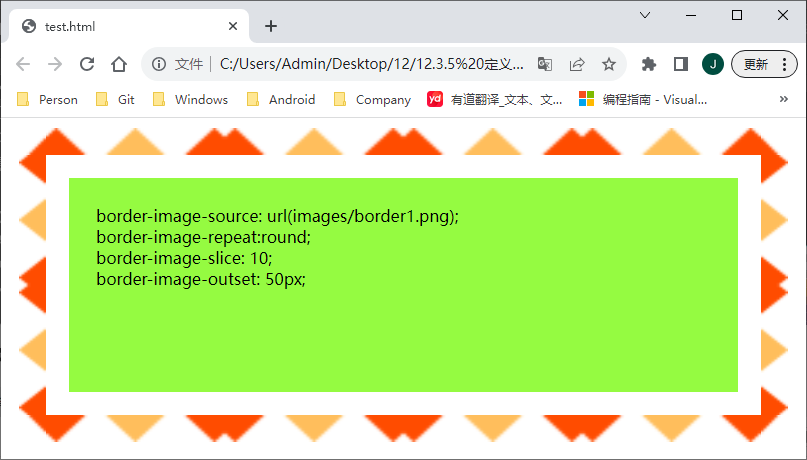 test.html
文件 C:/Users/Admin/Desktop/12/12.3.5%20定义... J 更新
Person Git Windows Android Company yd 有道翻译_文本、文... 编程指南 - Visual... »
border-image-source: url(images/border1.png);
border-image-repeat:round;
border-image-slice: 10;
border-image-outset: 50px;